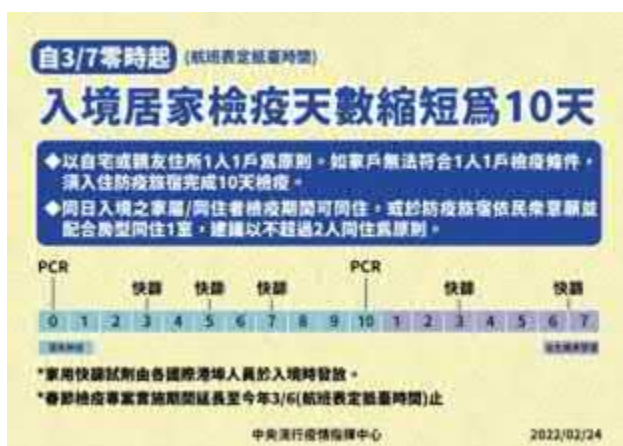 自3/7零時起 (航班表定抵臺時間)
入境居家檢疫天數縮短為10天
◆以自宅或親友住所1人1戶為原則。如家戶無法符合1人1戶檢疫條件，
須入住防疫旅宿完成10天檢疫。
◆同日入境之家屬/同住者檢疫期間可同住，或於防疫旅宿依民眾意願並
配合房型同住1室，建議以不超過2人同住為原則。
PCR PCR
快篩 快篩 快篩 快篩 快篩
0 1 2 3 4 5 6 7 8 9 10 1 2 3 4 5 6 7
*家用快篩試劑由各國際港埠人員於入境時發放。
*春節檢疫專案實施期間延長至今年3/6(航班表定抵臺時間)止
中央流行疫情指揮中心 2022/02/24